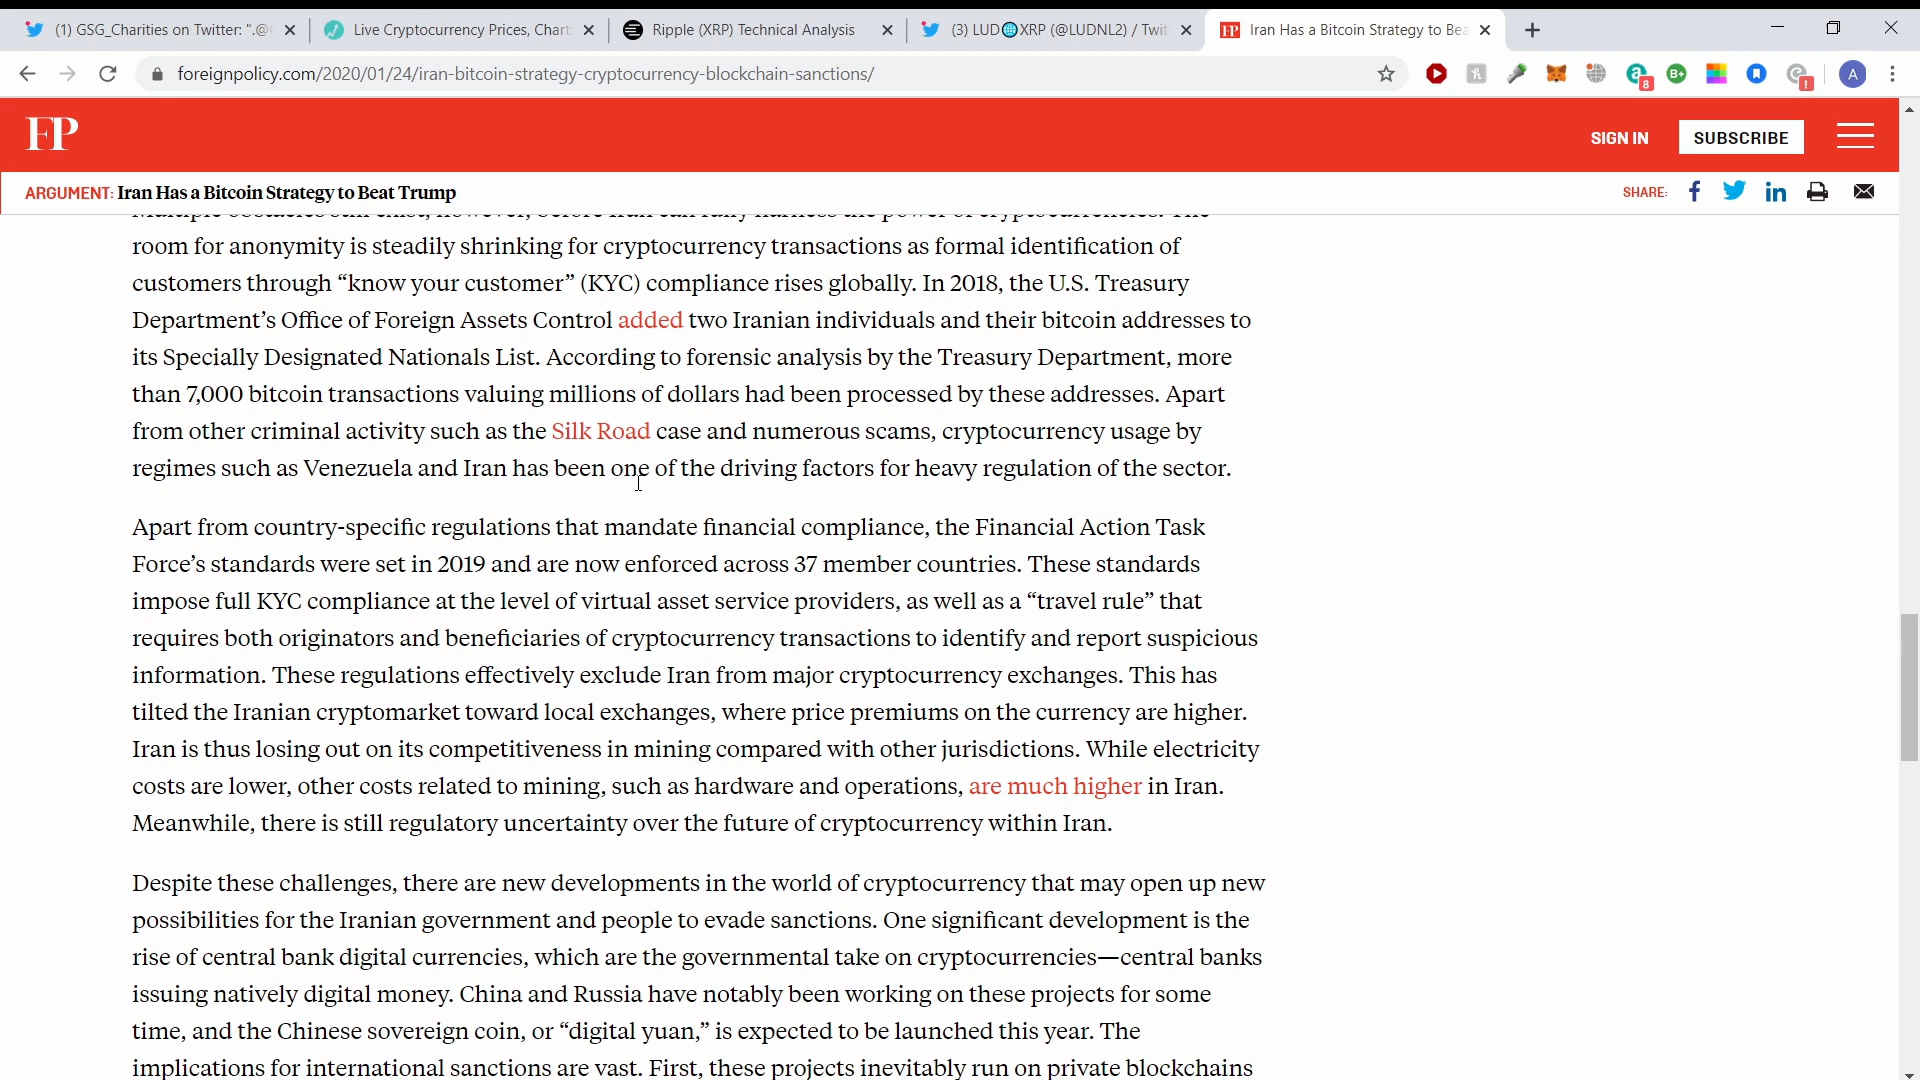 (1) GSG_Charities on Twitter: ".@G
Live Cryptocurrency Prices, Chart
Ripple (XRP) Technical Analysis
(3) LUD🌐XRP (@LUDNL2) / Twit
FP
Iran Has a Bitcoin Strategy to Bea
foreignpolicy.com/2020/01/24/iran-bitcoin-strategy-cryptocurrency-blockchain-sanctions/
8
B+
!
A
FP
SIGN IN
SUBSCRIBE
ARGUMENT: Iran Has a Bitcoin Strategy to Beat Trump
SHARE:
Multiple obstacles still exist, however, before Iran can fully harness the power of cryptocurrencies. The
room for anonymity is steadily shrinking for cryptocurrency transactions as formal identification of
customers through “know your customer” (KYC) compliance rises globally. In 2018, the U.S. Treasury
Department’s Office of Foreign Assets Control added two Iranian individuals and their bitcoin addresses to
its Specially Designated Nationals List. According to forensic analysis by the Treasury Department, more
than 7,000 bitcoin transactions valuing millions of dollars had been processed by these addresses. Apart
from other criminal activity such as the Silk Road case and numerous scams, cryptocurrency usage by
regimes such as Venezuela and Iran has been one of the driving factors for heavy regulation of the sector.
Apart from country-specific regulations that mandate financial compliance, the Financial Action Task
Force’s standards were set in 2019 and are now enforced across 37 member countries. These standards
impose full KYC compliance at the level of virtual asset service providers, as well as a “travel rule” that
requires both originators and beneficiaries of cryptocurrency transactions to identify and report suspicious
information. These regulations effectively exclude Iran from major cryptocurrency exchanges. This has
tilted the Iranian cryptomarket toward local exchanges, where price premiums on the currency are higher.
Iran is thus losing out on its competitiveness in mining compared with other jurisdictions. While electricity
costs are lower, other costs related to mining, such as hardware and operations, are much higher in Iran.
Meanwhile, there is still regulatory uncertainty over the future of cryptocurrency within Iran.
Despite these challenges, there are new developments in the world of cryptocurrency that may open up new
possibilities for the Iranian government and people to evade sanctions. One significant development is the
rise of central bank digital currencies, which are the governmental take on cryptocurrencies—central banks
issuing natively digital money. China and Russia have notably been working on these projects for some
time, and the Chinese sovereign coin, or “digital yuan,” is expected to be launched this year. The
implications for international sanctions are vast. First, these projects inevitably run on private blockchains